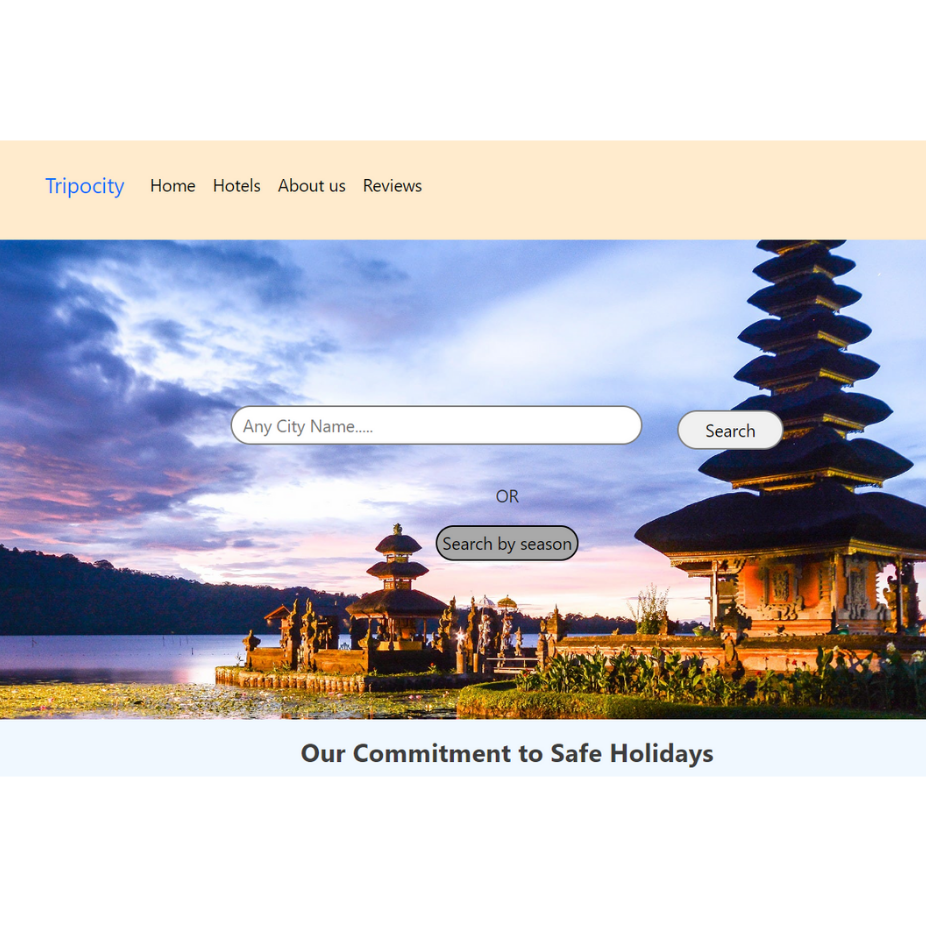 Tripocity Home Hotels About us Reviews
Any City Name..... Search
OR
Search by season
Our Commitment to Safe Holidays